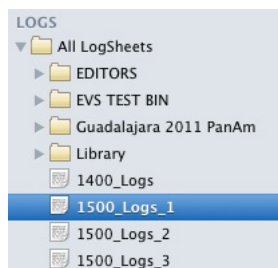 LOGS
All LogSheets
EDITORS
EVS TEST BIN
Guadalajara 2011 PanAm
Library
1400_Logs
1500_Logs_1
1500_Logs_2
1500_Logs_3